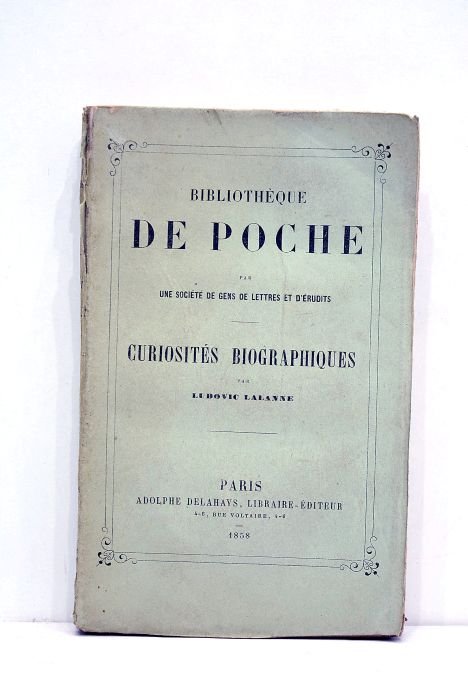 BIBLIOTHÈQUE
DE POCHE
PAR
UNE SOCIÉTÉ DE GENS DE LETTRES ET D'ÉRUDITS
CURIOSITÉS BIOGRAPHIQUES
PAR
LUDOVIC LALANNE
PARIS
ADOLPHE DELAHAYS, LIBRAIRE-ÉDITEUR
4-6, RUE VOLTAIRE, 4-6
1858